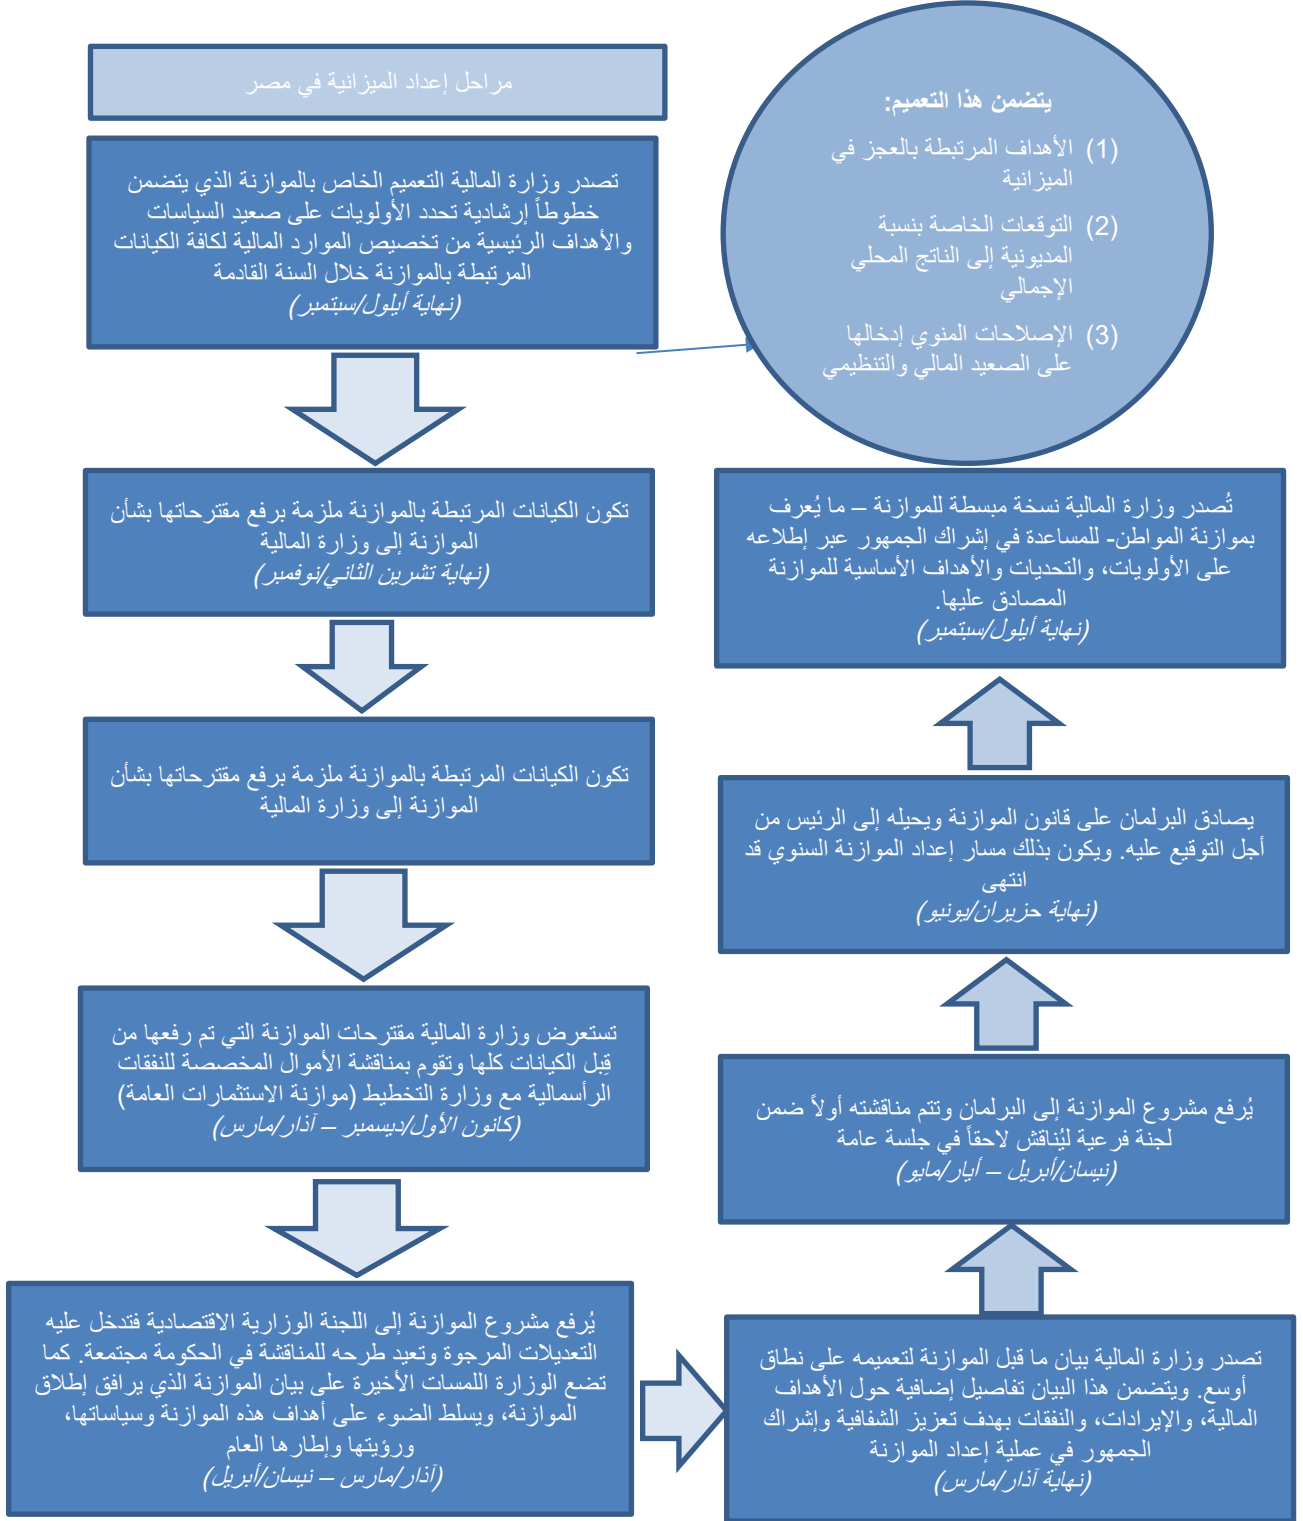 مراحل إعداد الميزانية في مصر
تصدر وزارة المالية التعميم الخاص بالموازنة الذي يتضمن
خطوطاً إرشادية تحدد الأولويات على صعيد السياسات
والأهداف الرئيسية من تخصيص الموارد المالية لكافة الكيانات
المرتبطة بالموازنة خلال السنة القادمة
(نهاية أيلول/سبتمبر)
يتضمن هذا التعميم:
(1) الأهداف المرتبطة بالعجز في
الميزانية
(2) التوقعات الخاصة بنسبة
المديونية إلى الناتج المحلي
الإجمالي
(3) الإصلاحات المنوي إدخالها
على الصعيد المالي والتنظيمي
تكون الكيانات المرتبطة بالموازنة ملزمة برفع مقترحاتها بشأن
الموازنة إلى وزارة المالية
(نهاية تشرين الثاني/نوفمبر)
تكون الكيانات المرتبطة بالموازنة ملزمة برفع مقترحاتها بشأن
الموازنة إلى وزارة المالية
تستعرض وزارة المالية مقترحات الموازنة التي تم رفعها من
قِبل الكيانات كلها وتقوم بمناقشة الأموال المخصصة للنفقات
الرأسمالية مع وزارة التخطيط (موازنة الاستثمارات العامة)
(كانون الأول/ديسمبر – آذار/مارس)
يُرفع مشروع الموازنة إلى اللجنة الوزارية الاقتصادية فتدخل عليه
التعديلات المرجوة وتعيد طرحه للمناقشة في الحكومة مجتمعة. كما
تضع الوزارة اللمسات الأخيرة على بيان الموازنة الذي يرافق إطلاق
الموازنة، ويسلط الضوء على أهداف هذه الموازنة وسياساتها،
ورؤيتها وإطارها العام
(آذار/مارس – نيسان/أبريل)
تصدر وزارة المالية بيان ما قبل الموازنة لتعميمه على نطاق
أوسع. ويتضمن هذا البيان تفاصيل إضافية حول الأهداف
المالية، والإيرادات، والنفقات بهدف تعزيز الشفافية وإشراك
الجمهور في عملية إعداد الموازنة
(نهاية آذار/مارس)
يُرفع مشروع الموازنة إلى البرلمان وتتم مناقشته أولاً ضمن
لجنة فرعية ليُناقش لاحقاً في جلسة عامة
(نيسان/أبريل – أيار/مايو)
يصادق البرلمان على قانون الموازنة ويحيله إلى الرئيس من
أجل التوقيع عليه. ويكون بذلك مسار إعداد الموازنة السنوي قد
انتهى
(نهاية حزيران/يونيو)
تُصدر وزارة المالية نسخة مبسطة للموازنة – ما يُعرف
بموازنة المواطن- للمساعدة في إشراك الجمهور عبر إطلاعه
على الأولويات، والتحديات والأهداف الأساسية للموازنة
المصادق عليها.
(نهاية أيلول/سبتمبر)